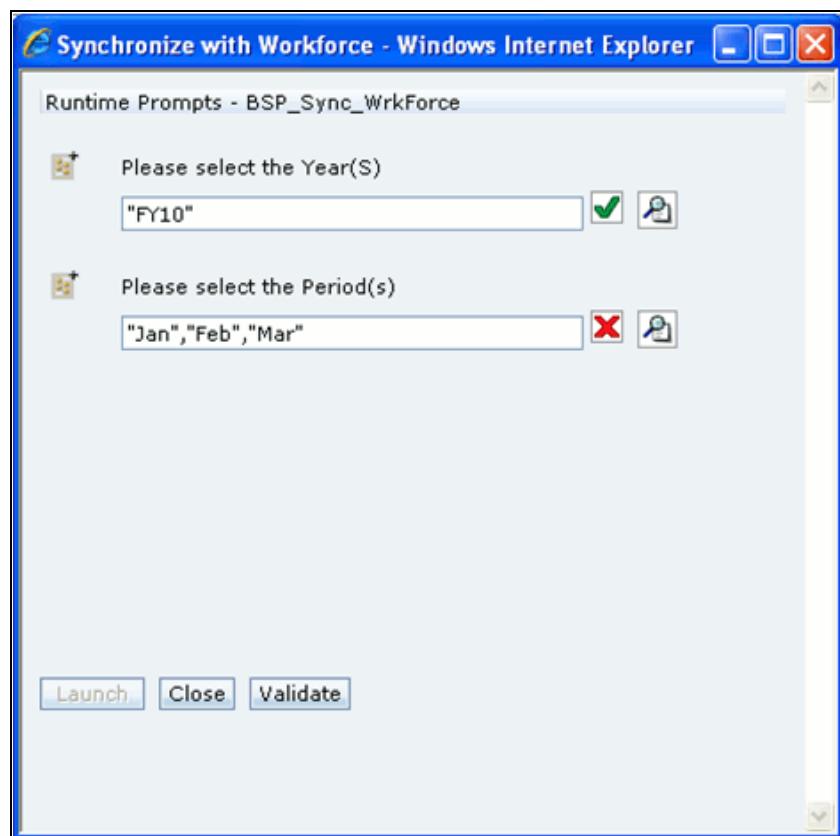 Synchronize with Workforce - Windows Internet Explorer
Runtime Prompts - BSP_Sync_WrkForce
Please select the Year(S)
"FY10"
Please select the Period(s)
"Jan","Feb","Mar"
Launch Close Validate